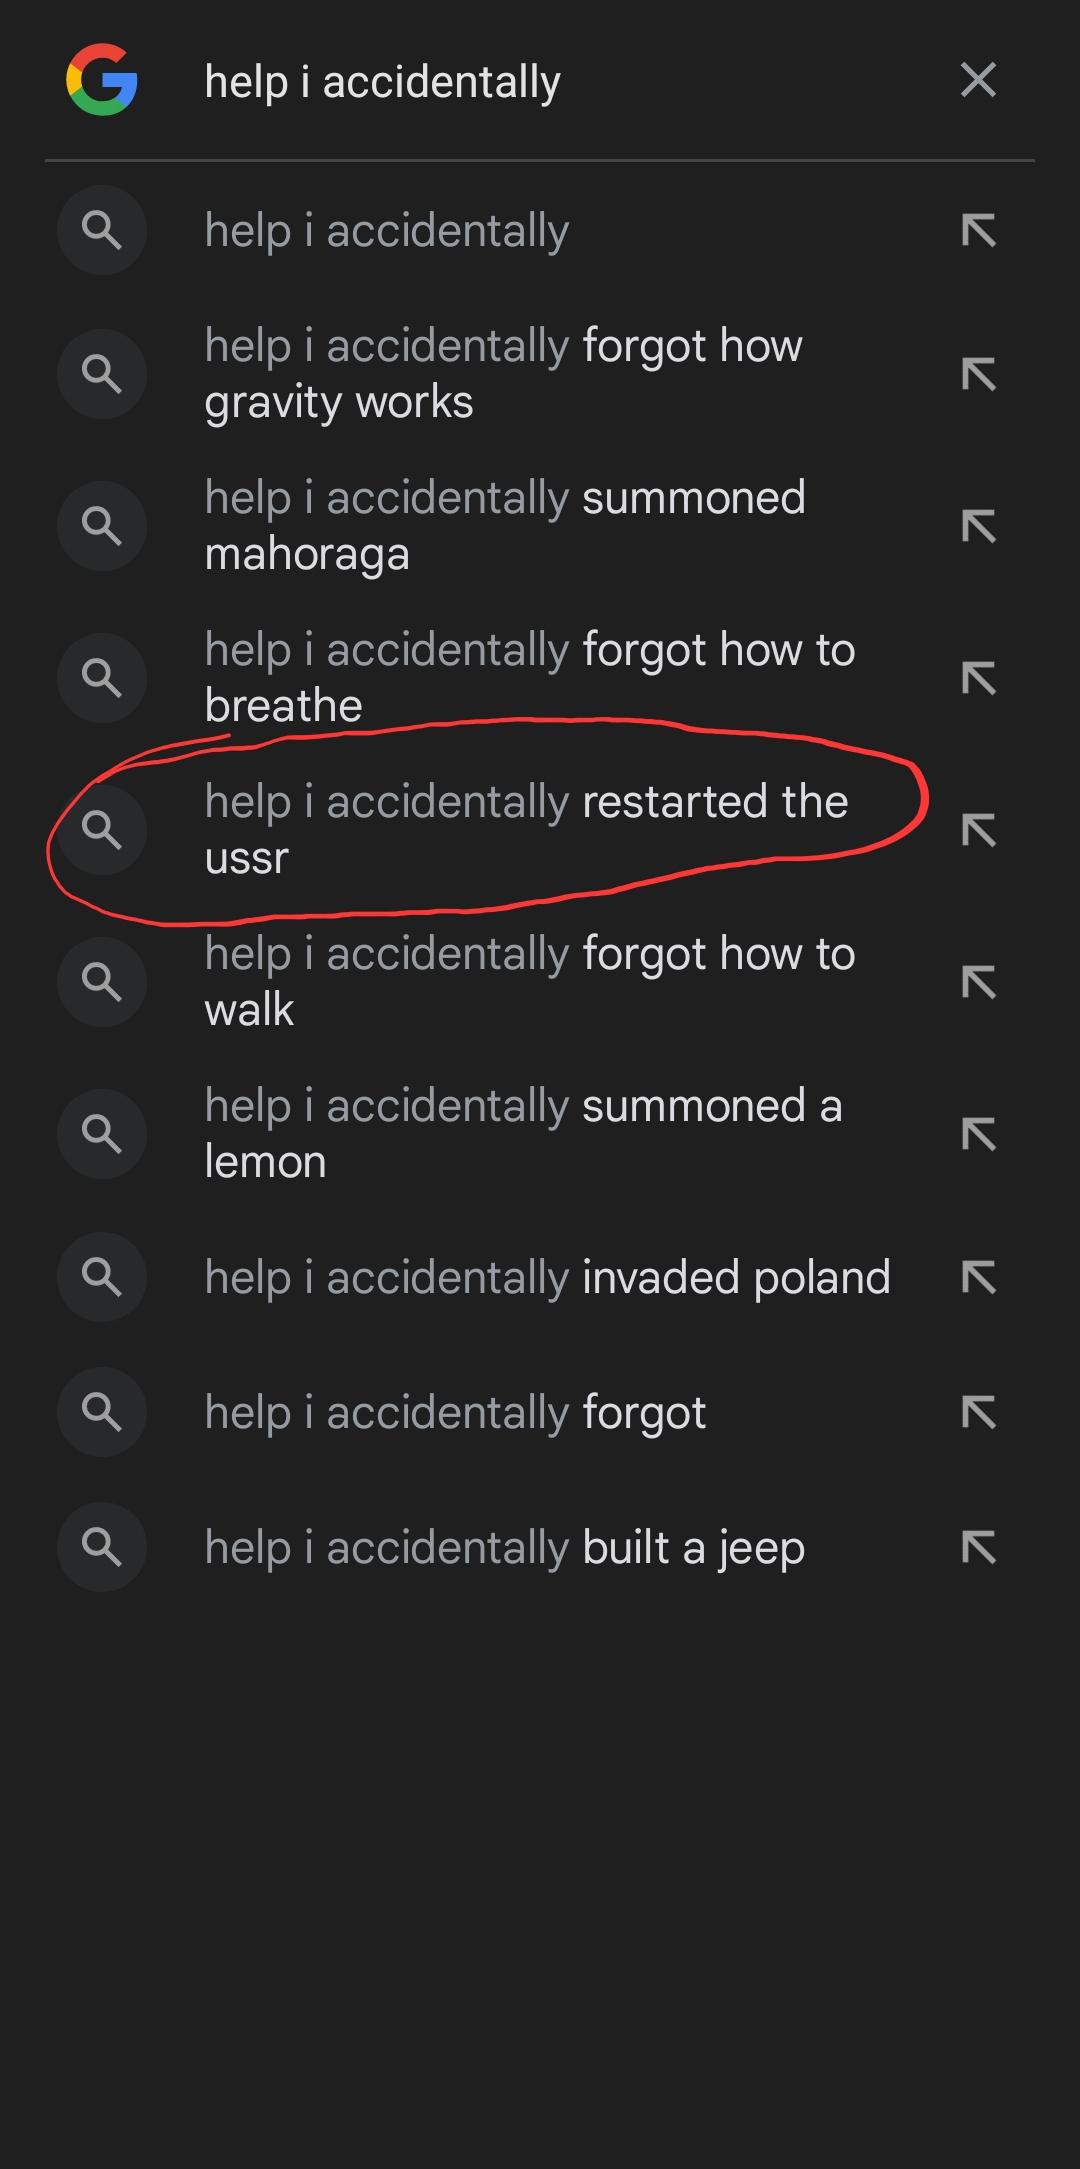 help i accidentally
help i accidentally
help i accidentally forgot how
gravity works
help i accidentally summoned
mahoraga
help i accidentally forgot how to
breathe
help i accidentally restarted the
ussr
help i accidentally forgot how to
walk
help i accidentally summoned a
lemon
help i accidentally invaded poland
help i accidentally forgot
help i accidentally built a jeep